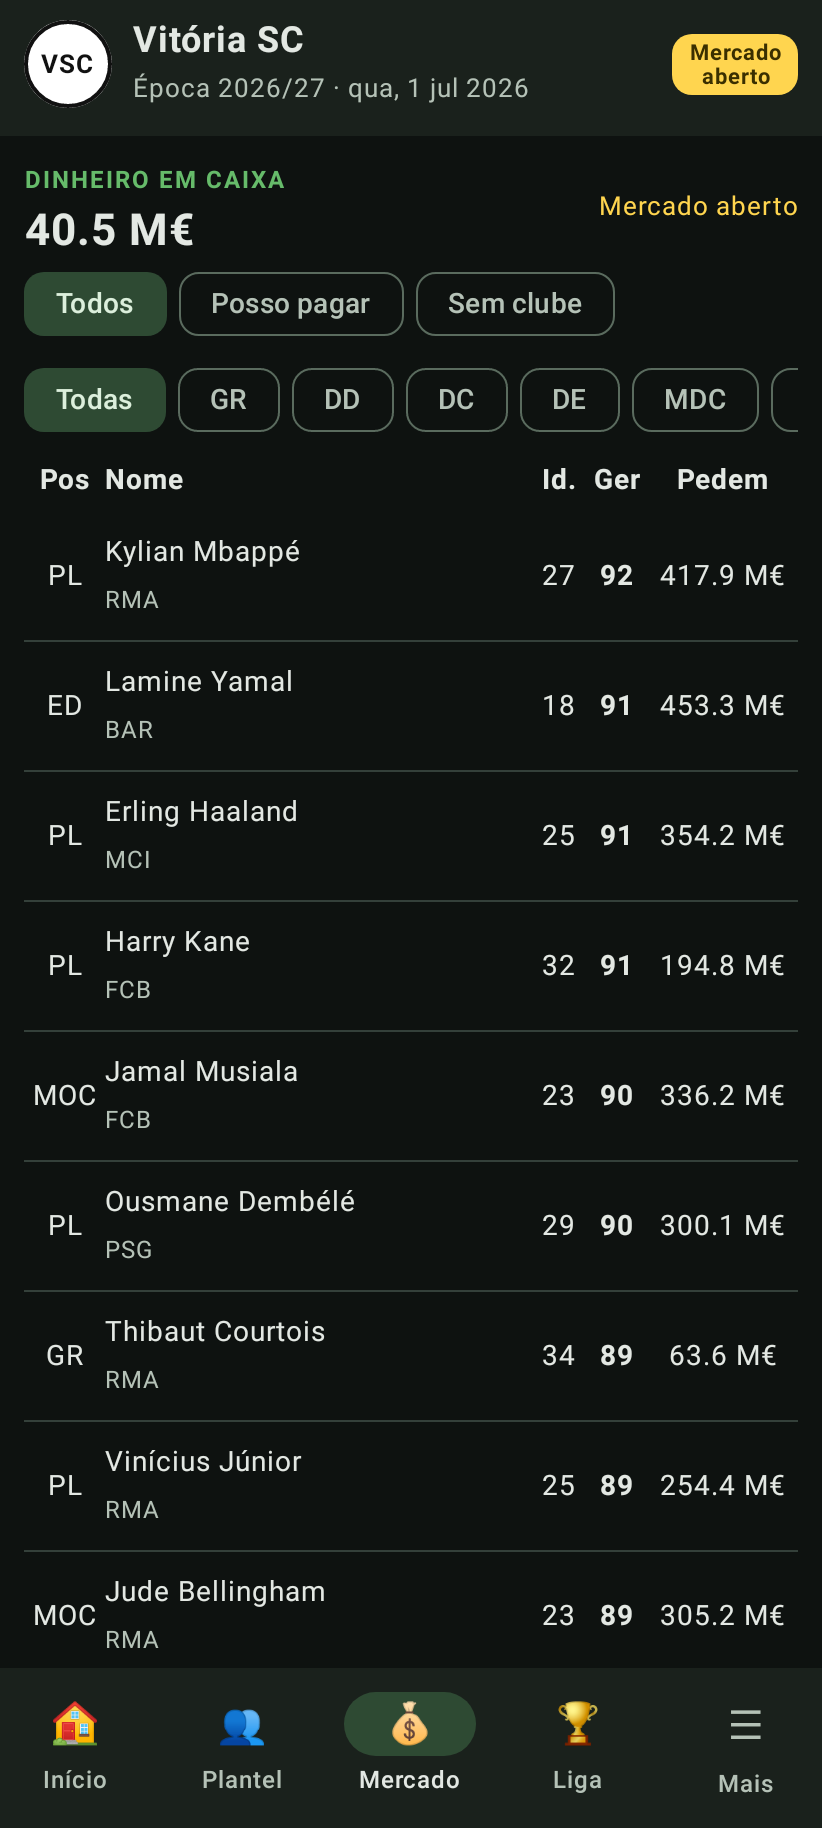 VSC
Vitória SC
Época 2026/27 · qua, 1 jul 2026
Mercado
aberto
DINHEIRO EM CAIXA
40.5 M€
Mercado aberto
Todos Posso pagar Sem clube
Todas GR DD DC DE MDC
Pos Nome Id. Ger Pedem
PL Kylian Mbappé 27 92 417.9 M€
RMA
ED Lamine Yamal 18 91 453.3 M€
BAR
PL Erling Haaland 25 91 354.2 M€
MCI
PL Harry Kane 32 91 194.8 M€
FCB
MOC Jamal Musiala 23 90 336.2 M€
FCB
PL Ousmane Dembélé 29 90 300.1 M€
PSG
GR Thibaut Courtois 34 89 63.6 M€
RMA
PL Vinícius Júnior 25 89 254.4 M€
RMA
MOC Jude Bellingham 23 89 305.2 M€
RMA
Início Plantel Mercado Liga Mais